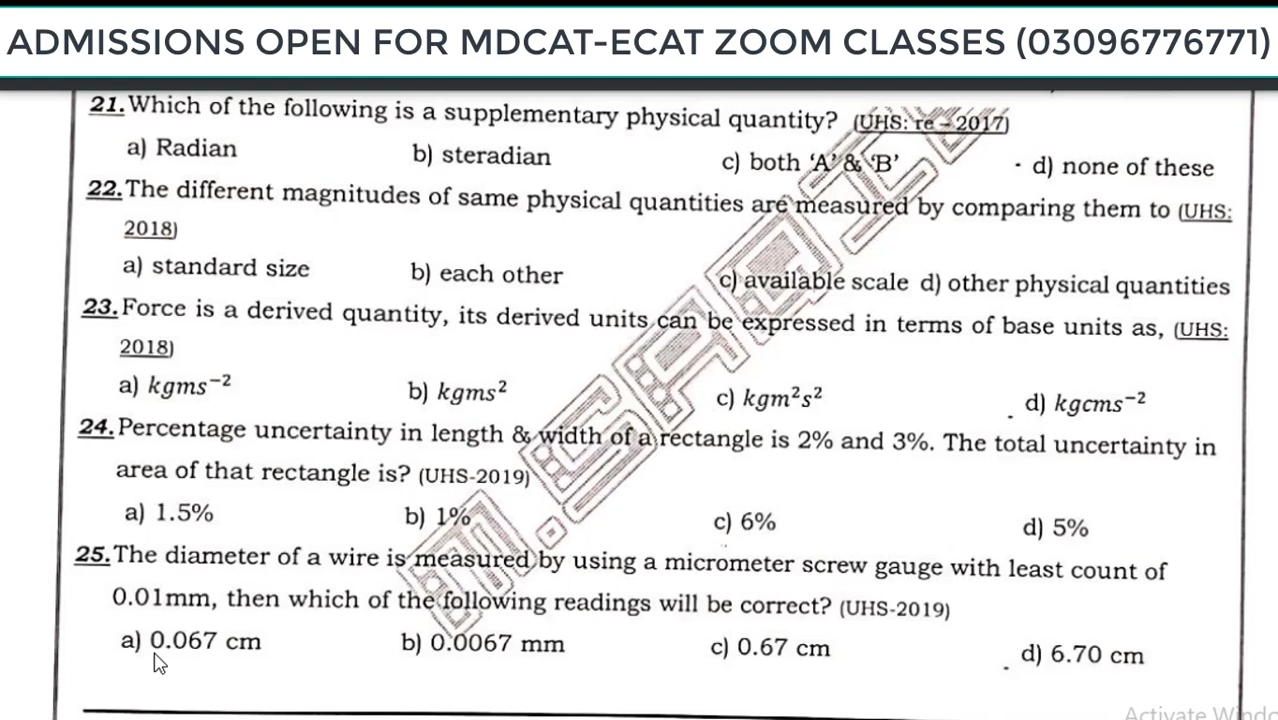 ADMISSIONS OPEN FOR MDCAT-ECAT ZOOM CLASSES (03096776771)
21. Which of the following is a supplementary physical quantity? (UHS: re – 2017)
a) Radian b) steradian c) both ‘A’ & ‘B’ d) none of these
22. The different magnitudes of same physical quantities are measured by comparing them to (UHS:
2018)
a) standard size b) each other c) available scale d) other physical quantities
23. Force is a derived quantity, its derived units can be expressed in terms of base units as, (UHS:
2018)
a) kgms⁻² b) kgms² c) kgm²s² d) kgcms⁻²
24. Percentage uncertainty in length & width of a rectangle is 2% and 3%. The total uncertainty in
area of that rectangle is? (UHS-2019)
a) 1.5% b) 1% c) 6% d) 5%
25. The diameter of a wire is measured by using a micrometer screw gauge with least count of
0.01mm, then which of the following readings will be correct? (UHS-2019)
a) 0.067 cm b) 0.0067 mm c) 0.67 cm d) 6.70 cm